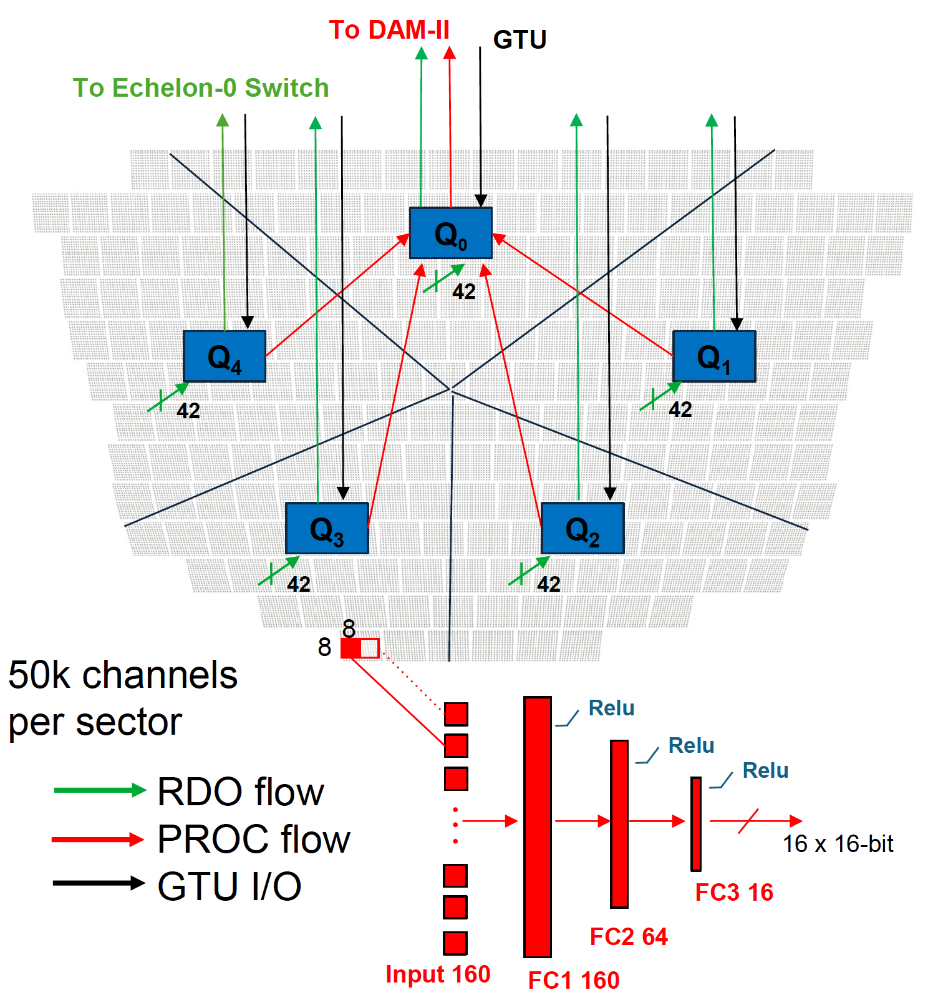 To DAM-II
GTU
To Echelon-0 Switch
Q0
42
Q4
42
Q1
42
Q3
42
Q2
42
8
8
50k channels
per sector
Relu
Relu
Relu
RDO flow
PROC flow
GTU I/O
16 x 16-bit
FC3 16
FC2 64
Input 160
FC1 160